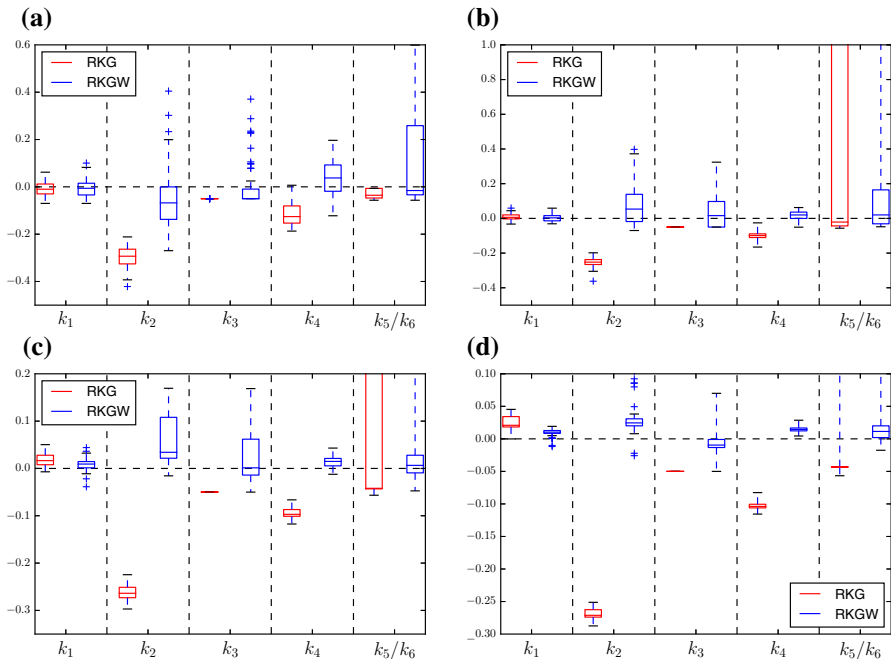 (a)
0.6
0.4
0.2
0.0
−0.2
−0.4
RKG
RKGW
k1
k2
k3
k4
k5/k6
(b)
1.0
0.8
0.6
0.4
0.2
0.0
−0.2
−0.4
RKG
RKGW
k1
k2
k3
k4
k5/k6
(c)
0.2
0.1
0.0
−0.1
−0.2
−0.3
RKG
RKGW
k1
k2
k3
k4
k5/k6
(d)
0.10
0.05
0.00
−0.05
−0.10
−0.15
−0.20
−0.25
−0.30
RKG
RKGW
k1
k2
k3
k4
k5/k6